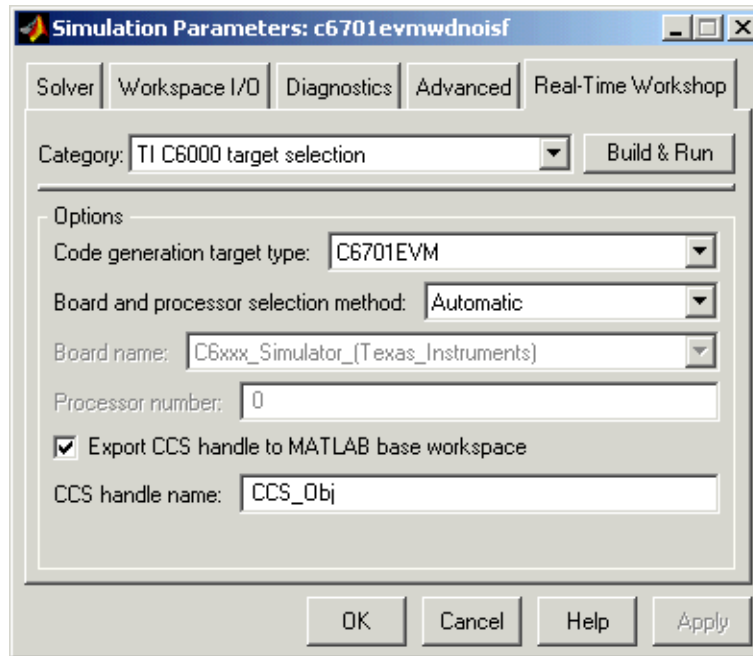 Simulation Parameters: c6701evmwdnoisf
Solver Workspace I/O Diagnostics Advanced Real-Time Workshop
Category: TI C6000 target selection Build & Run
Options
Code generation target type: C6701EVM
Board and processor selection method: Automatic
Board name: C6xxx_Simulator_(Texas_Instruments)
Processor number: 0
Export CCS handle to MATLAB base workspace
CCS handle name: CCS_Obj
OK Cancel Help Apply